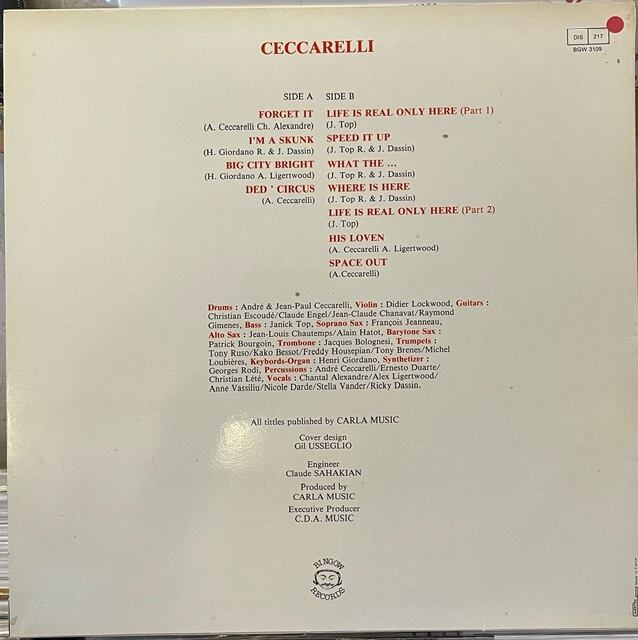 CECCARELLI
DIS 217
BGW 3109
SIDE A
FORGET IT
(A. Ceccarelli Ch. Alexandre)
I'M A SKUNK
(H. Giordano R. & J. Dassin)
BIG CITY BRIGHT
(H. Giordano A. Ligertwood)
DED ' CIRCUS
(A. Ceccarelli)
SIDE B
LIFE IS REAL ONLY HERE (Part 1)
(J. Top)
SPEED IT UP
(J. Top R. & J. Dassin)
WHAT THE ...
(J. Top R. & J. Dassin)
WHERE IS HERE
(J. Top R. & J. Dassin)
LIFE IS REAL ONLY HERE (Part 2)
(J. Top)
HIS LOVEN
(A. Ceccarelli A. Ligertwood)
SPACE OUT
(A.Ceccarelli)
Drums : André & Jean-Paul Ceccarelli, Violin : Didier Lockwood, Guitars :
Christian Escoudé/Claude Engel/Jean-Claude Chanavat/Raymond
Gimenes, Bass : Janick Top, Soprano Sax : François Jeanneau,
Alto Sax : Jean-Louis Chautemps/Alain Hatot, Barytone Sax :
Patrick Bourgoin, Trombone : Jacques Bolognesi, Trumpets :
Tony Ruso/Kako Bessot/Freddy Housepian/Tony Brenes/Michel
Loubières, Keybords-Organ : Henri Giordano, Synthetizer :
Georges Rodi, Percussions : André Ceccarelli/Ernesto Duarte/
Christian Lété, Vocals : Chantal Alexandre/Alex Ligertwood/
Anne Vassiliu/Nicole Darde/Stella Vander/Ricky Dassin.
All tittles published by CARLA MUSIC
Cover design
Gil USSEGLIO
Engineer
Claude SAHAKIAN
Produced by
CARLA MUSIC
Executive Producer
C.D.A. MUSIC
BINGOW
RECORDS